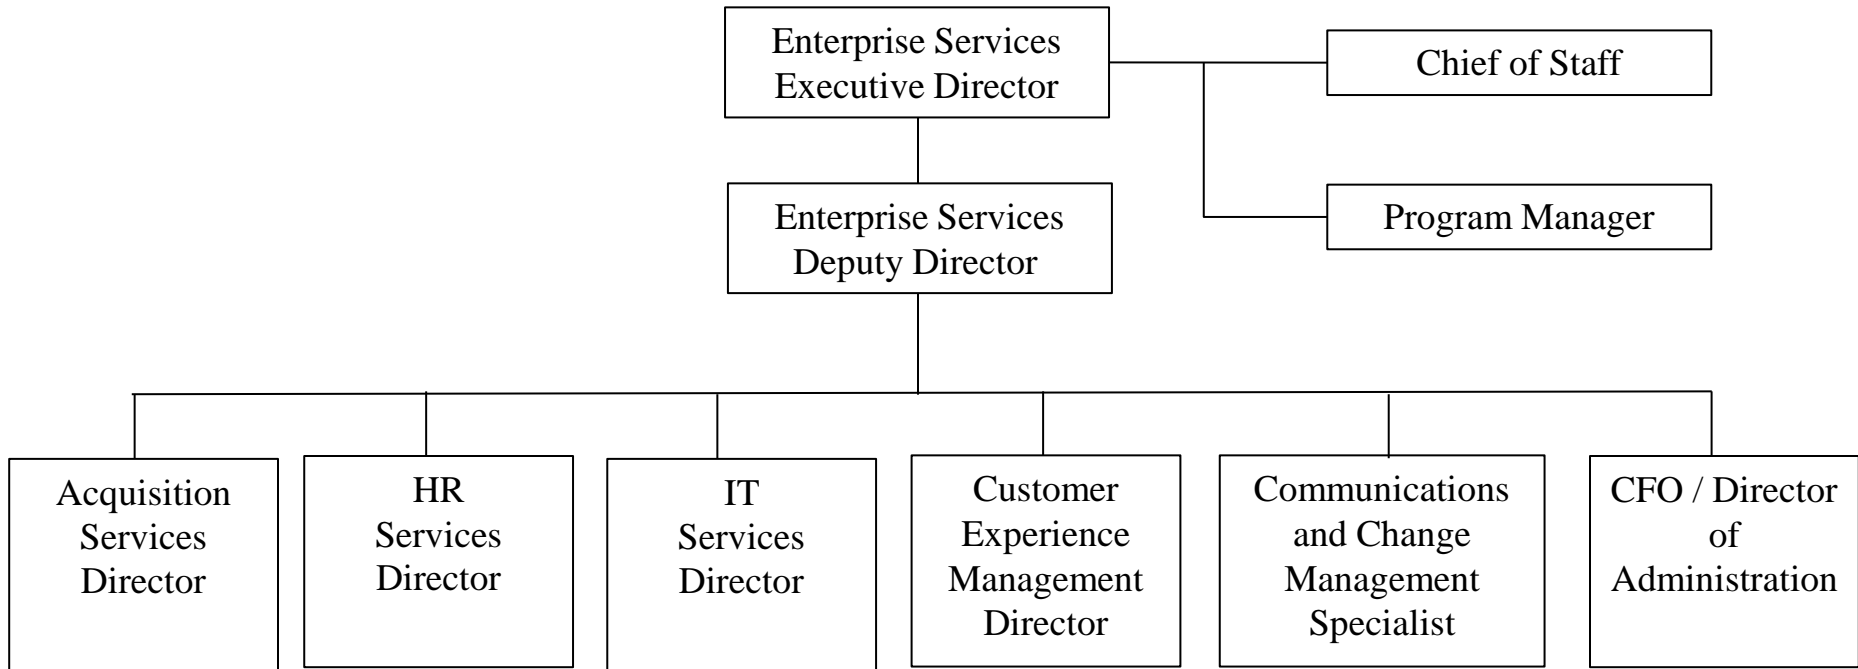 Enterprise Services
Executive Director
Chief of Staff
Enterprise Services
Deputy Director
Program Manager
Acquisition
Services
Director
HR
Services
Director
IT
Services
Director
Customer
Experience
Management
Director
Communications
and Change
Management
Specialist
CFO / Director
of
Administration